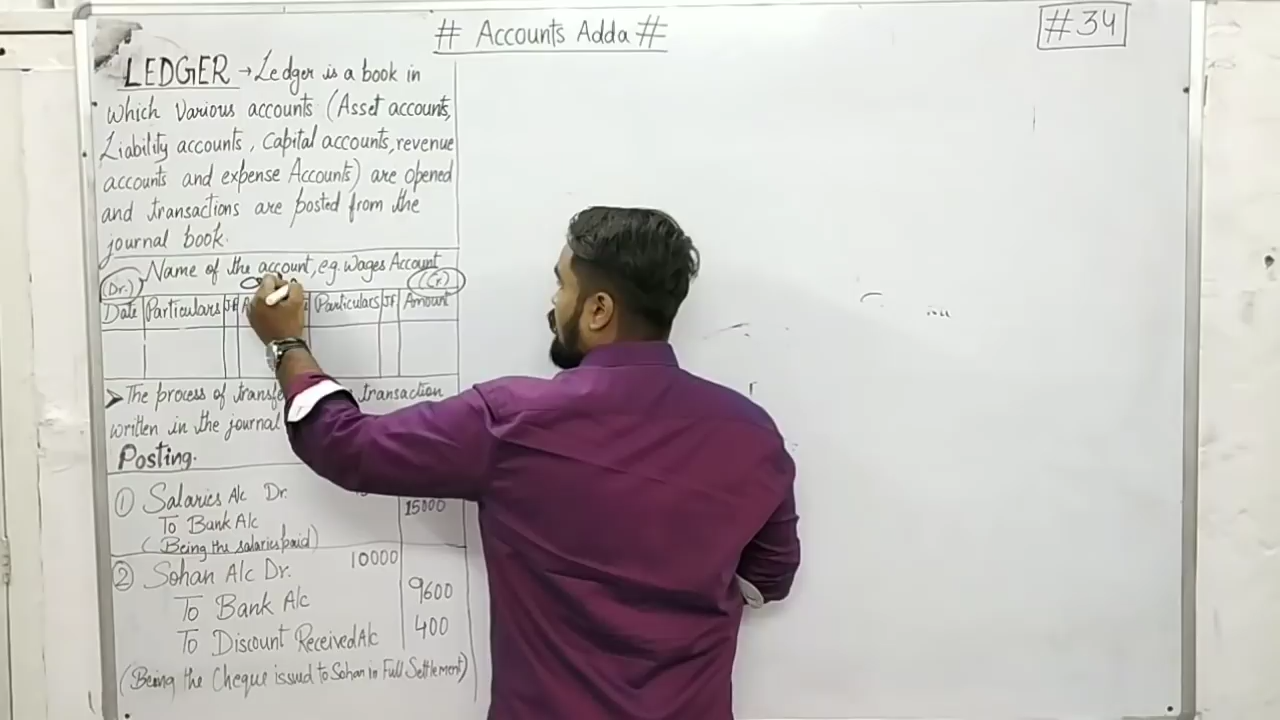 # Accounts Adda #
#34
LEDGER → Ledger is a book in
which various accounts (Asset accounts,
Liability accounts, Capital accounts, revenue
accounts and expense Accounts) are opened
and transactions are posted from the
journal book.
Name of the account, e.g. Wages Account
(Dr.) (Cr.)
Date Particulars JF Particulars JF Amount
➤ The process of transaction
written in the journal
Posting.
① Salaries A/c Dr.
To Bank A/c 15000
(Being the salaries paid)
② Sohan A/c Dr. 10000
To Bank A/c 9600
To Discount Received A/c 400
(Being the Cheque issued to Sohan in Full Settlement)